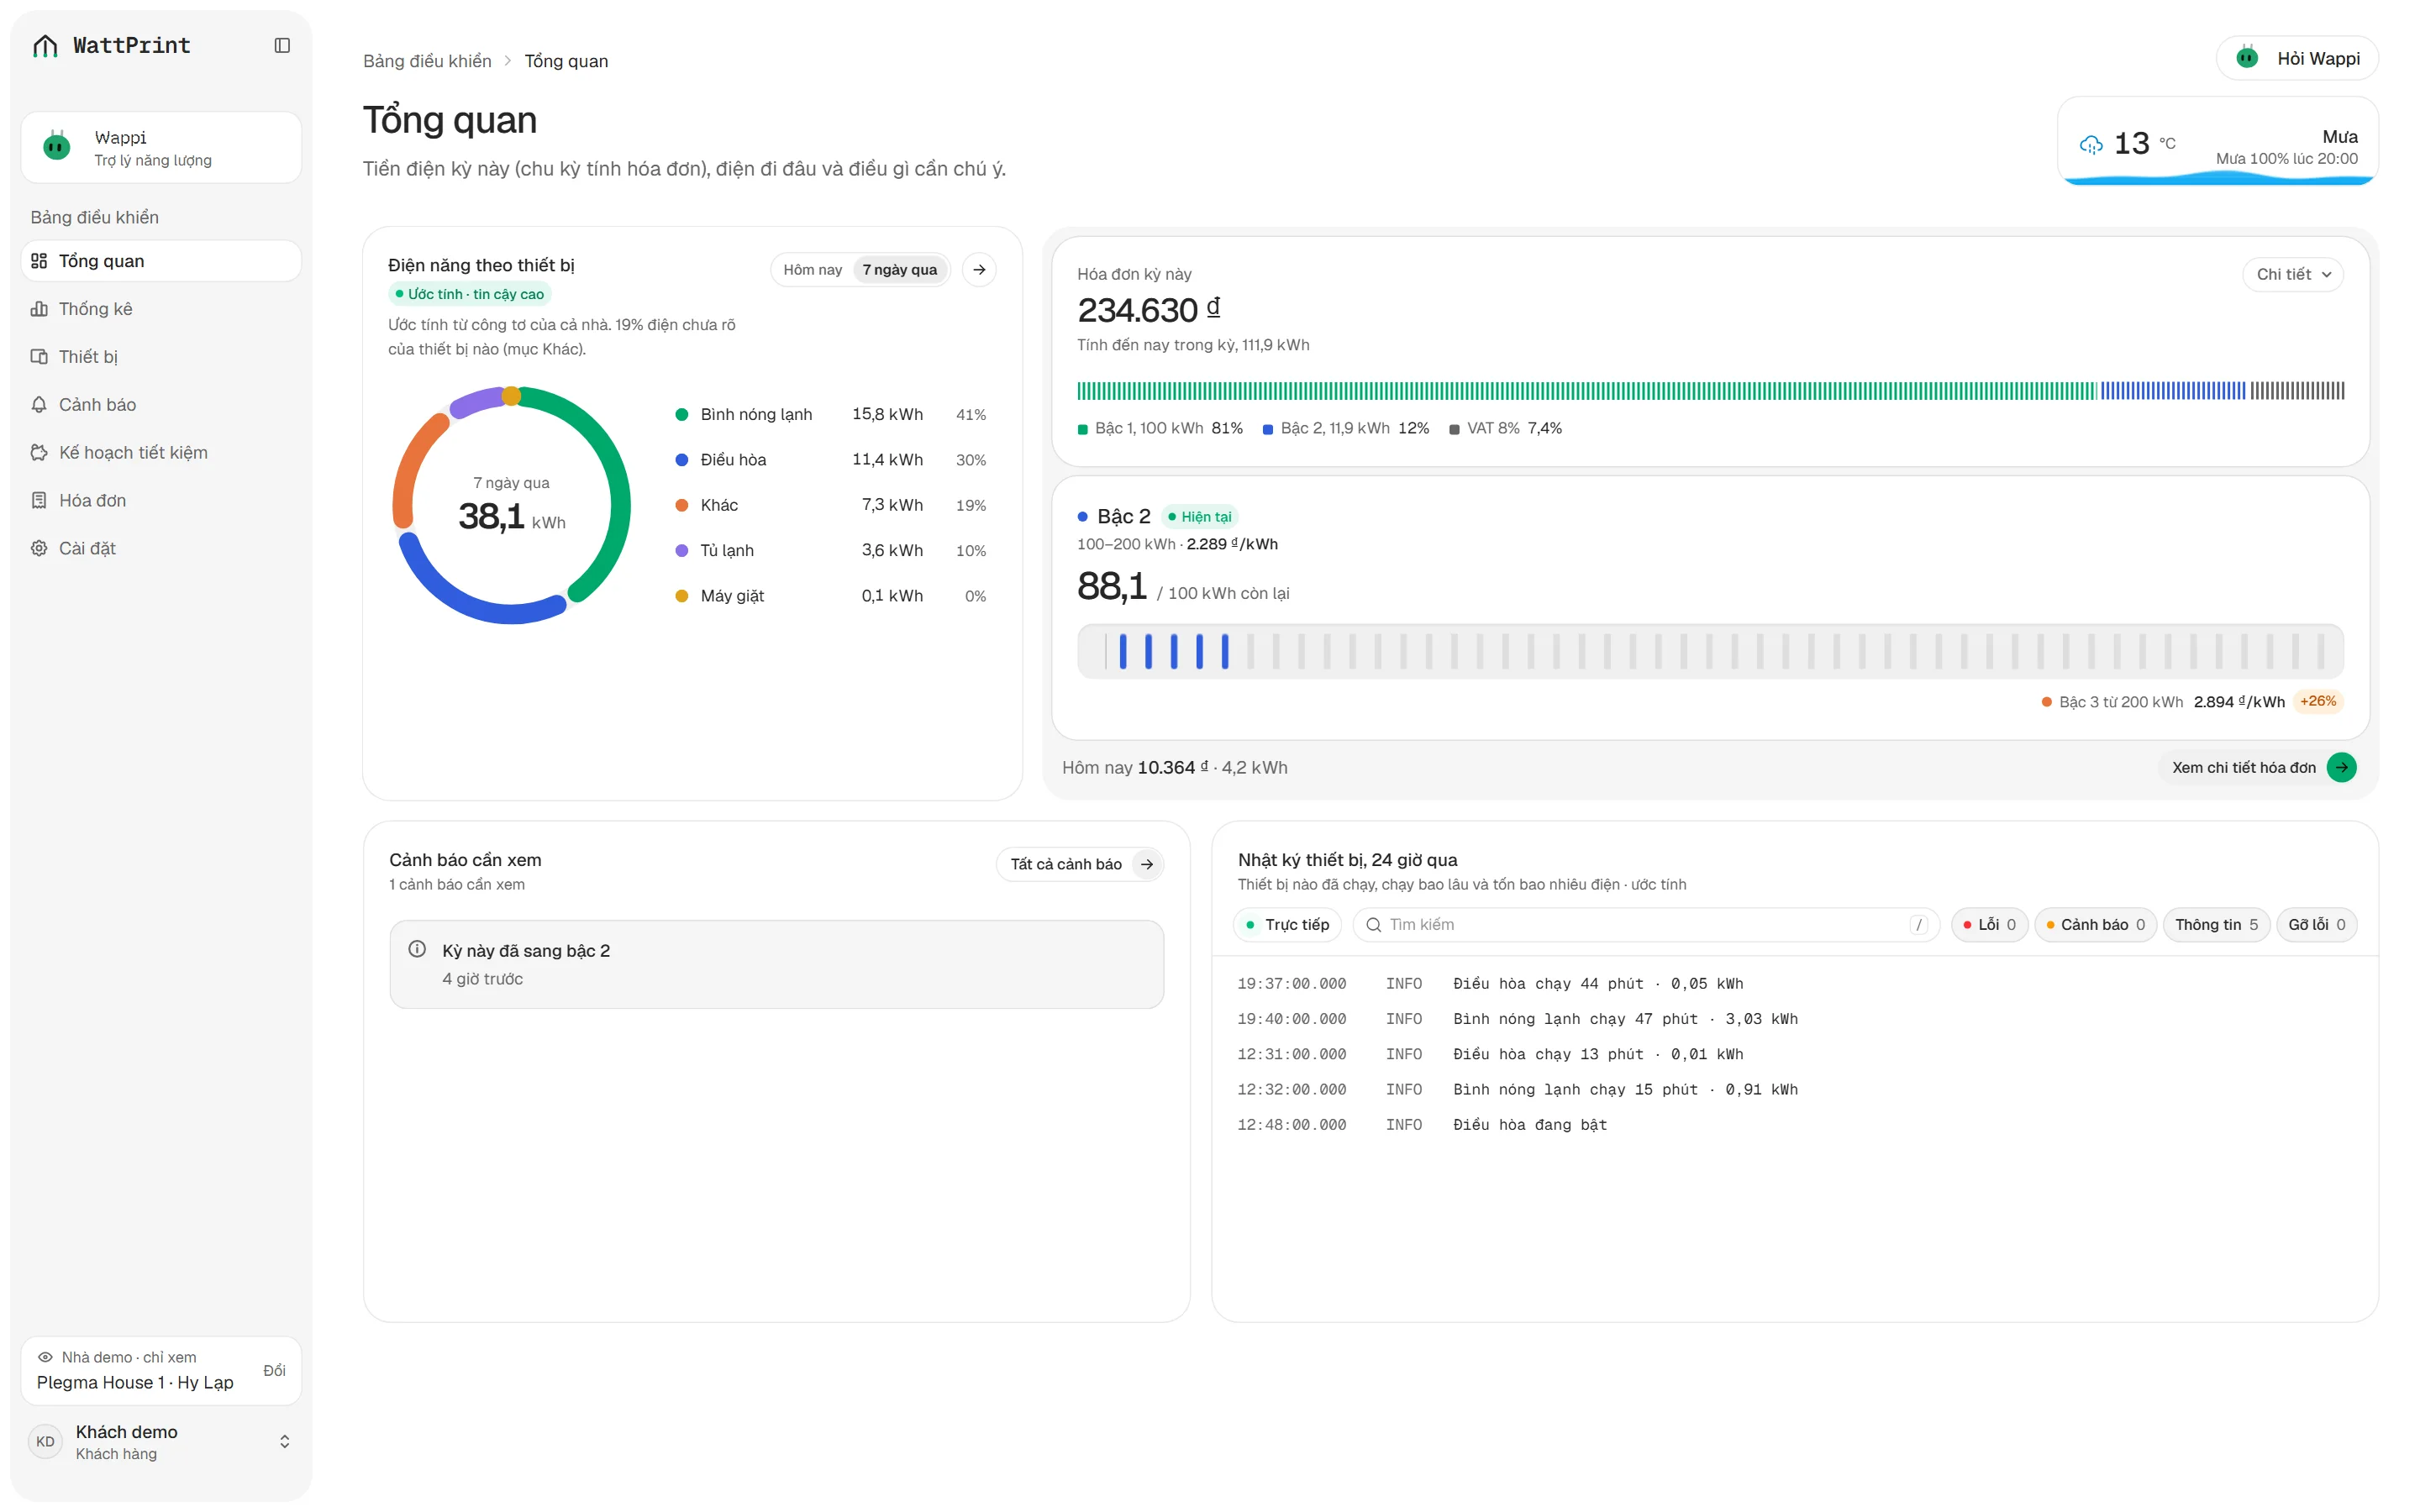 WattPrint
Wappi
Trợ lý năng lượng
Bảng điều khiển
Tổng quan
Thống kê
Thiết bị
Cảnh báo
Kế hoạch tiết kiệm
Hóa đơn
Cài đặt
Nhà demo · chỉ xem
Plegma House 1 · Hy Lạp
Đổi
KD
Khách demo
Khách hàng
Bảng điều khiển > Tổng quan
Hỏi Wappi
Tổng quan
Tiền điện kỳ này (chu kỳ tính hóa đơn), điện đi đâu và điều gì cần chú ý.
13 °C
Mưa
Mưa 100% lúc 20:00
Điện năng theo thiết bị
Hôm nay 7 ngày qua
Ước tính · tin cậy cao
Ước tính từ công tơ của cả nhà. 19% điện chưa rõ
của thiết bị nào (mục Khác).
7 ngày qua
38,1 kWh
Bình nóng lạnh 15,8 kWh 41%
Điều hòa 11,4 kWh 30%
Khác 7,3 kWh 19%
Tủ lạnh 3,6 kWh 10%
Máy giặt 0,1 kWh 0%
Hóa đơn kỳ này
Chi tiết
234.630 ₫
Tính đến nay trong kỳ, 111,9 kWh
Bậc 1, 100 kWh 81% Bậc 2, 11,9 kWh 12% VAT 8% 7,4%
Bậc 2 Hiện tại
100–200 kWh · 2.289 ₫/kWh
88,1 / 100 kWh còn lại
Bậc 3 từ 200 kWh 2.894 ₫/kWh +26%
Hôm nay 10.364 ₫ · 4,2 kWh
Xem chi tiết hóa đơn
Cảnh báo cần xem
1 cảnh báo cần xem
Tất cả cảnh báo
Kỳ này đã sang bậc 2
4 giờ trước
Nhật ký thiết bị, 24 giờ qua
Thiết bị nào đã chạy, chạy bao lâu và tốn bao nhiêu điện · ước tính
Trực tiếp Tìm kiếm / Lỗi 0 Cảnh báo 0 Thông tin 5 Gỡ lỗi 0
19:37:00.000 INFO Điều hòa chạy 44 phút · 0,05 kWh
19:40:00.000 INFO Bình nóng lạnh chạy 47 phút · 3,03 kWh
12:31:00.000 INFO Điều hòa chạy 13 phút · 0,01 kWh
12:32:00.000 INFO Bình nóng lạnh chạy 15 phút · 0,91 kWh
12:48:00.000 INFO Điều hòa đang bật